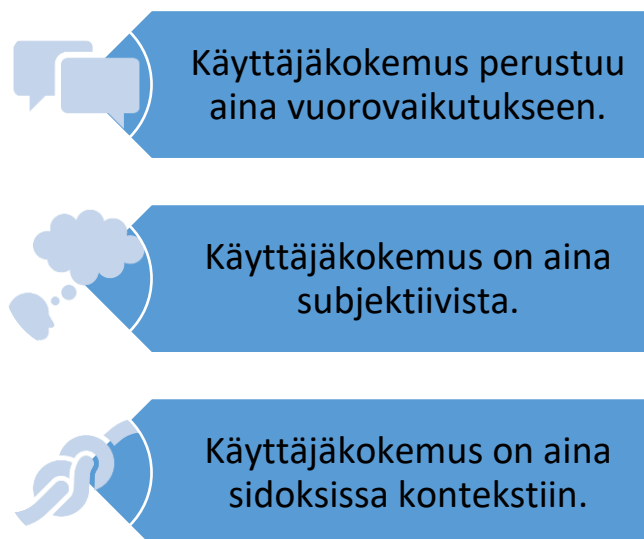 Käyttäjäkokemus perustuu
aina vuorovaikutukseen.
Käyttäjäkokemus on aina
subjektiivista.
Käyttäjäkokemus on aina
sidoksissa kontekstiin.